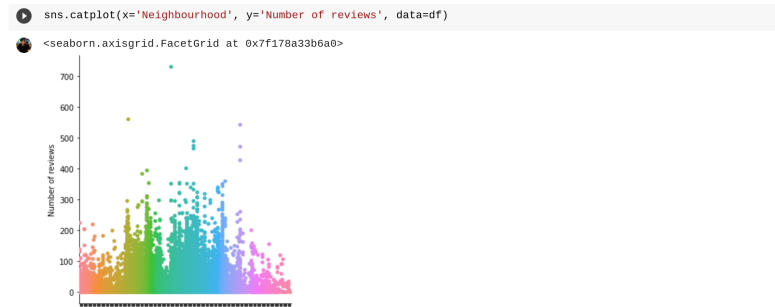 sns.catplot(x='Neighbourhood', y='Number of reviews', data=df)
<seaborn.axisgrid.FacetGrid at 0x7f178a33b6a0>
700
600
500
400
300
200
100
0
Number of reviews